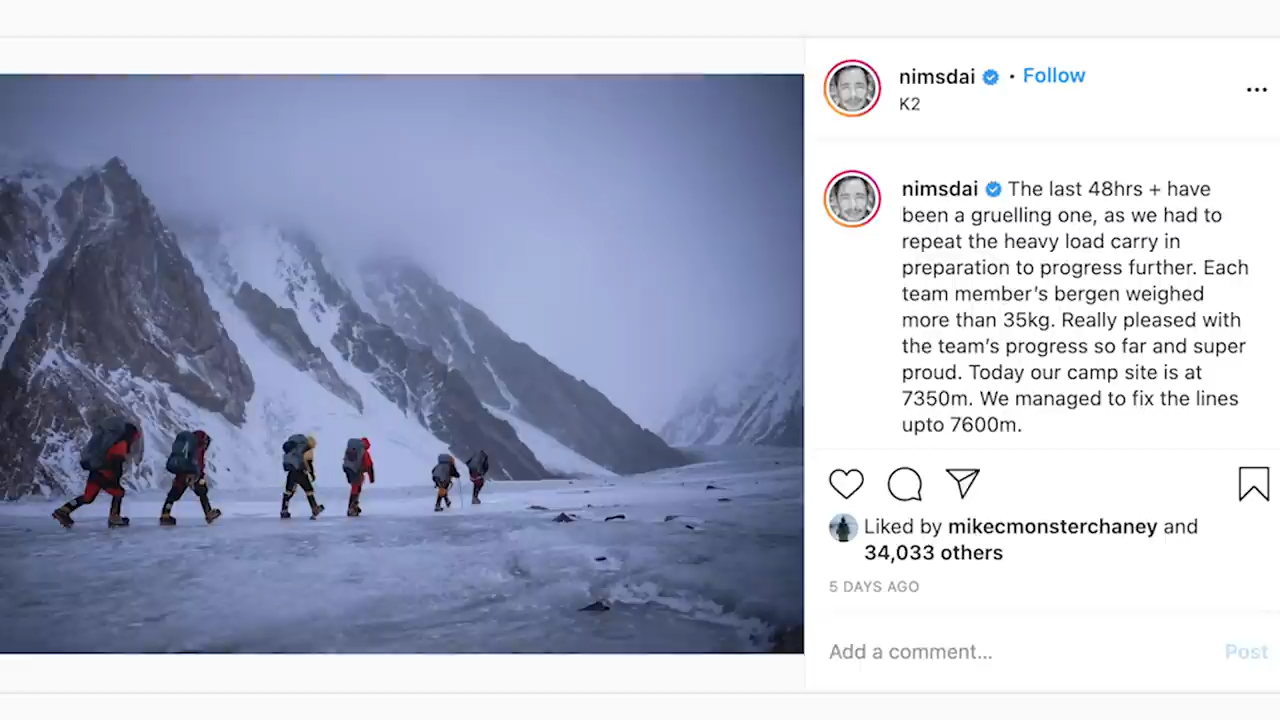 nimsdai • Follow
K2
nimsdai The last 48hrs + have
been a gruelling one, as we had to
repeat the heavy load carry in
preparation to progress further. Each
team member's bergen weighed
more than 35kg. Really pleased with
the team's progress so far and super
proud. Today our camp site is at
7350m. We managed to fix the lines
upto 7600m.
Liked by mikecmonsterchaney and
34,033 others
5 DAYS AGO
Add a comment... Post